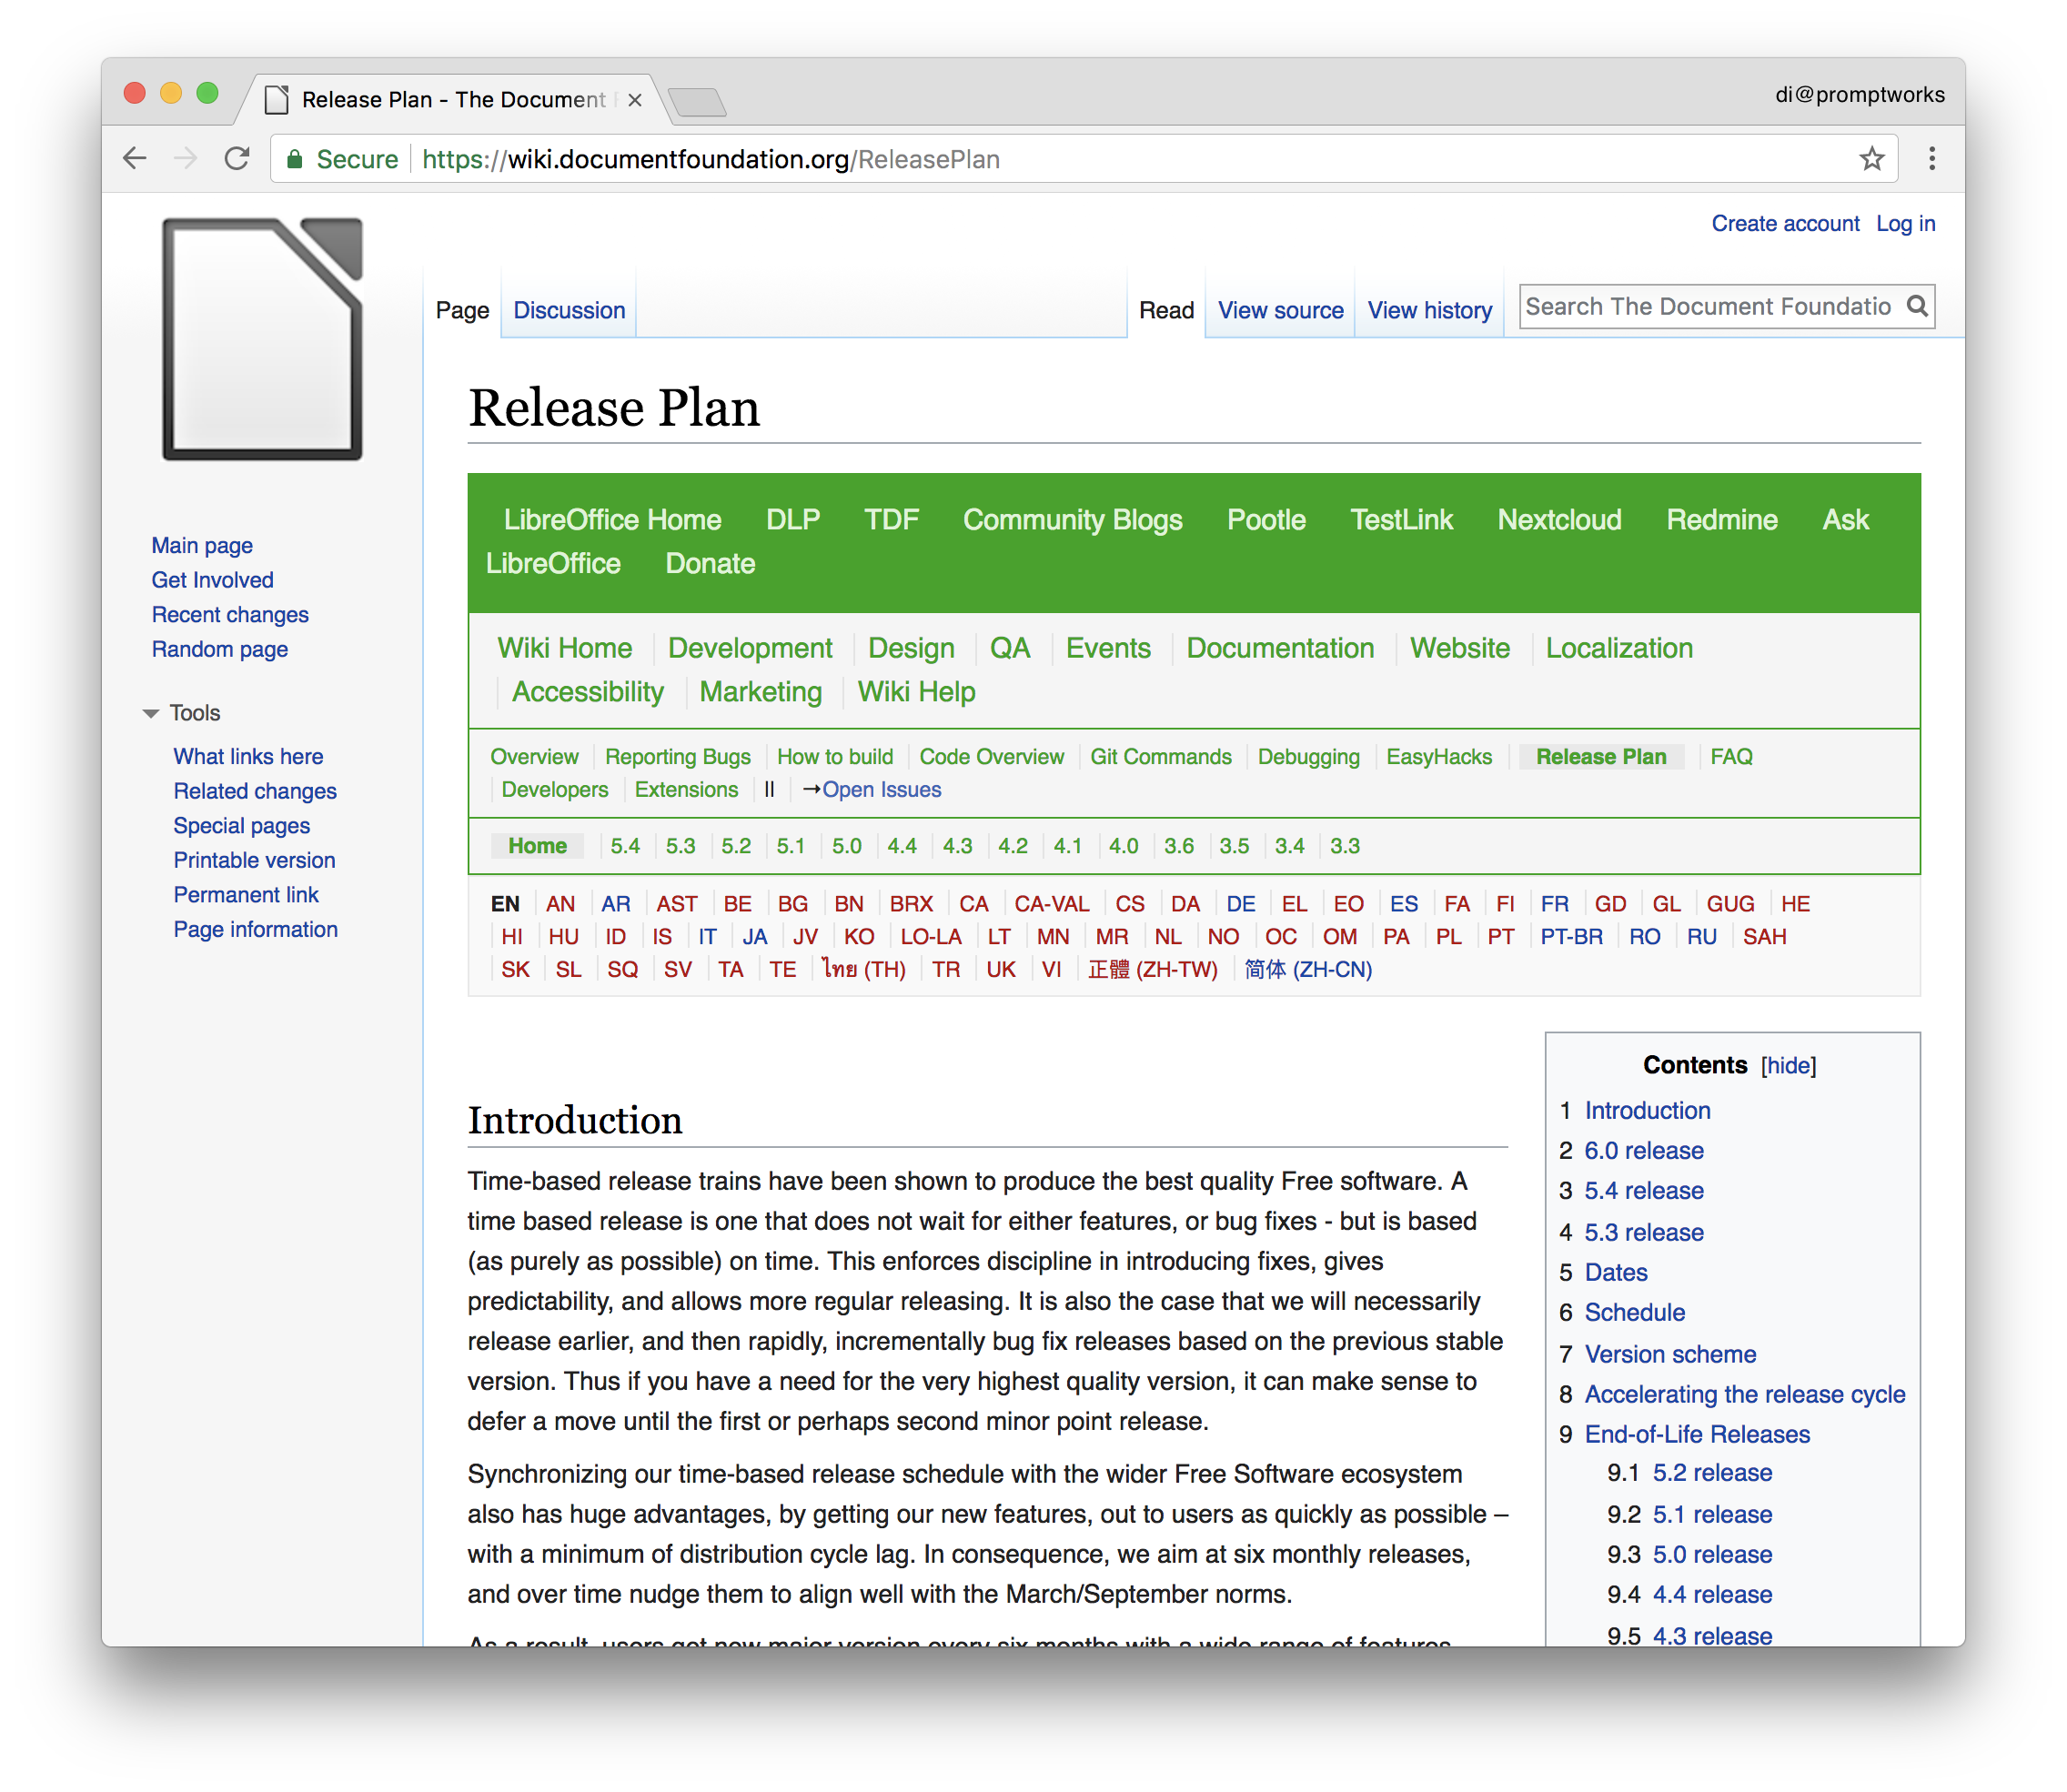 Release Plan - The Document
di@promptworks
Secure https://wiki.documentfoundation.org/ReleasePlan
Create account Log in
Page Discussion Read View source View history Search The Document Foundatio
Release Plan
LibreOffice Home DLP TDF Community Blogs Pootle TestLink Nextcloud Redmine Ask
LibreOffice Donate
Wiki Home Development Design QA Events Documentation Website Localization
Accessibility Marketing Wiki Help
Overview Reporting Bugs How to build Code Overview Git Commands Debugging EasyHacks Release Plan FAQ
Developers Extensions || →Open Issues
Home 5.4 5.3 5.2 5.1 5.0 4.4 4.3 4.2 4.1 4.0 3.6 3.5 3.4 3.3
EN AN AR AST BE BG BN BRX CA CA-VAL CS DA DE EL EO ES FA FI FR GD GL GUG HE
HI HU ID IS IT JA JV KO LO-LA LT MN MR NL NO OC OM PA PL PT PT-BR RO RU SAH
SK SL SQ SV TA TE ไทย (TH) TR UK VI 正體 (ZH-TW) 简体 (ZH-CN)
Main page
Get Involved
Recent changes
Random page
Tools
What links here
Related changes
Special pages
Printable version
Permanent link
Page information
Introduction
Time-based release trains have been shown to produce the best quality Free software. A
time based release is one that does not wait for either features, or bug fixes - but is based
(as purely as possible) on time. This enforces discipline in introducing fixes, gives
predictability, and allows more regular releasing. It is also the case that we will necessarily
release earlier, and then rapidly, incrementally bug fix releases based on the previous stable
version. Thus if you have a need for the very highest quality version, it can make sense to
defer a move until the first or perhaps second minor point release.
Synchronizing our time-based release schedule with the wider Free Software ecosystem
also has huge advantages, by getting our new features, out to users as quickly as possible –
with a minimum of distribution cycle lag. In consequence, we aim at six monthly releases,
and over time nudge them to align well with the March/September norms.
As a result, users get new major version every six months with a wide range of features
Contents [hide]
1 Introduction
2 6.0 release
3 5.4 release
4 5.3 release
5 Dates
6 Schedule
7 Version scheme
8 Accelerating the release cycle
9 End-of-Life Releases
9.1 5.2 release
9.2 5.1 release
9.3 5.0 release
9.4 4.4 release
9.5 4.3 release